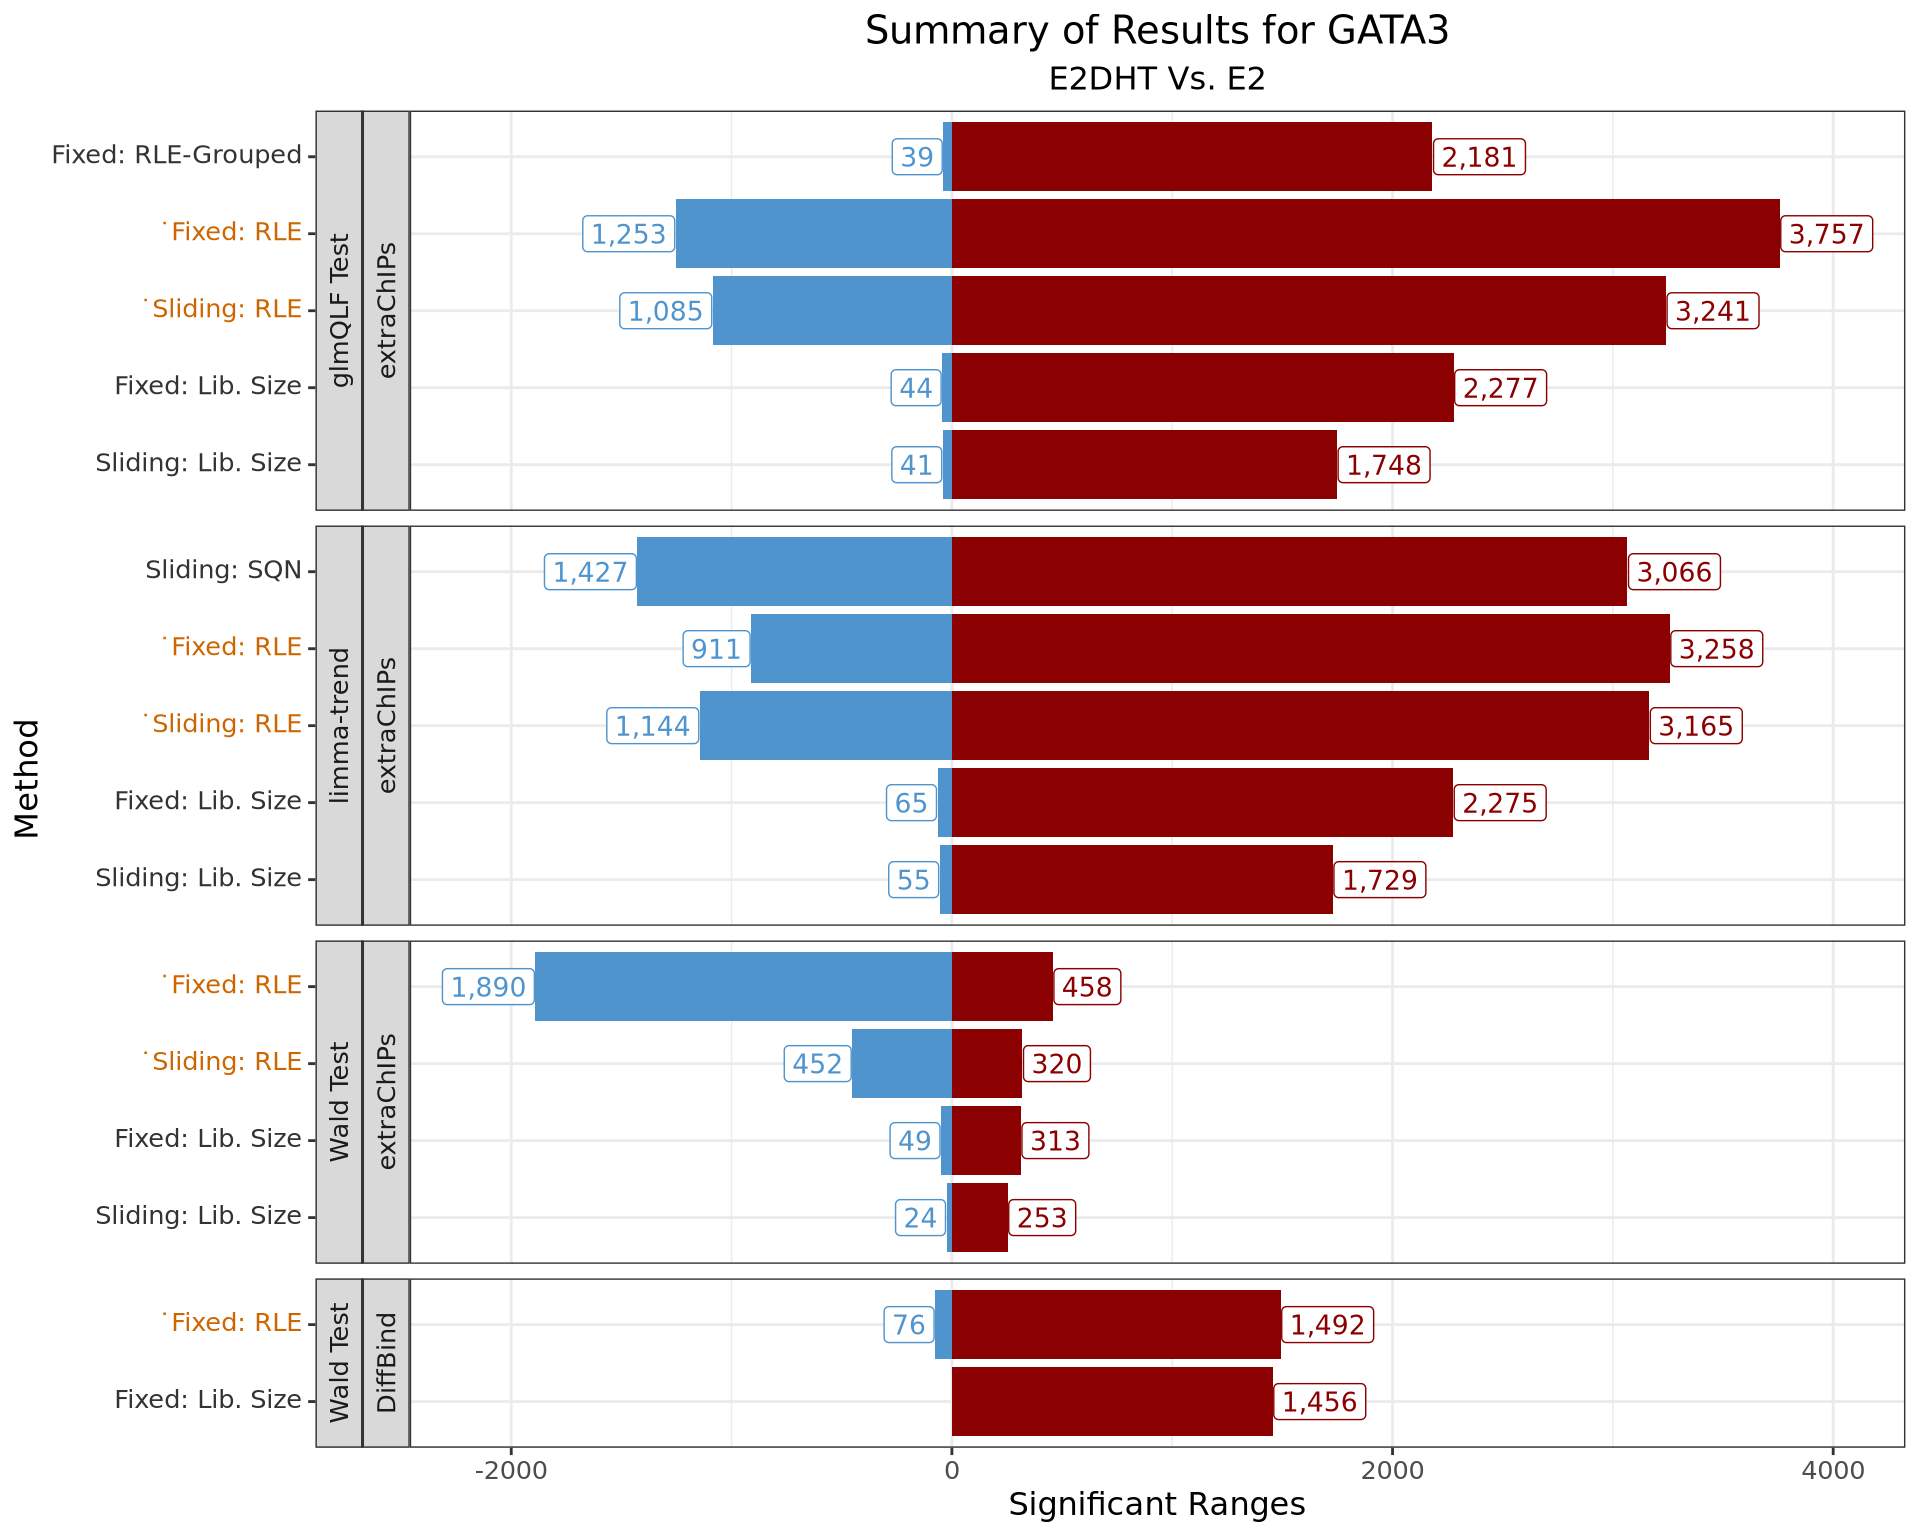 Summary of Results for GATA3
E2DHT Vs. E2
Method
glmQLF Test
extraChIPs
Fixed: RLE-Grouped 39 2,181
˙Fixed: RLE 1,253 3,757
˙Sliding: RLE 1,085 3,241
Fixed: Lib. Size 44 2,277
Sliding: Lib. Size 41 1,748
limma-trend
extraChIPs
Sliding: SQN 1,427 3,066
˙Fixed: RLE 911 3,258
˙Sliding: RLE 1,144 3,165
Fixed: Lib. Size 65 2,275
Sliding: Lib. Size 55 1,729
Wald Test
extraChIPs
˙Fixed: RLE 1,890 458
˙Sliding: RLE 452 320
Fixed: Lib. Size 49 313
Sliding: Lib. Size 24 253
Wald Test
DiffBind
˙Fixed: RLE 76 1,492
Fixed: Lib. Size 1,456
-2000 0 2000 4000
Significant Ranges